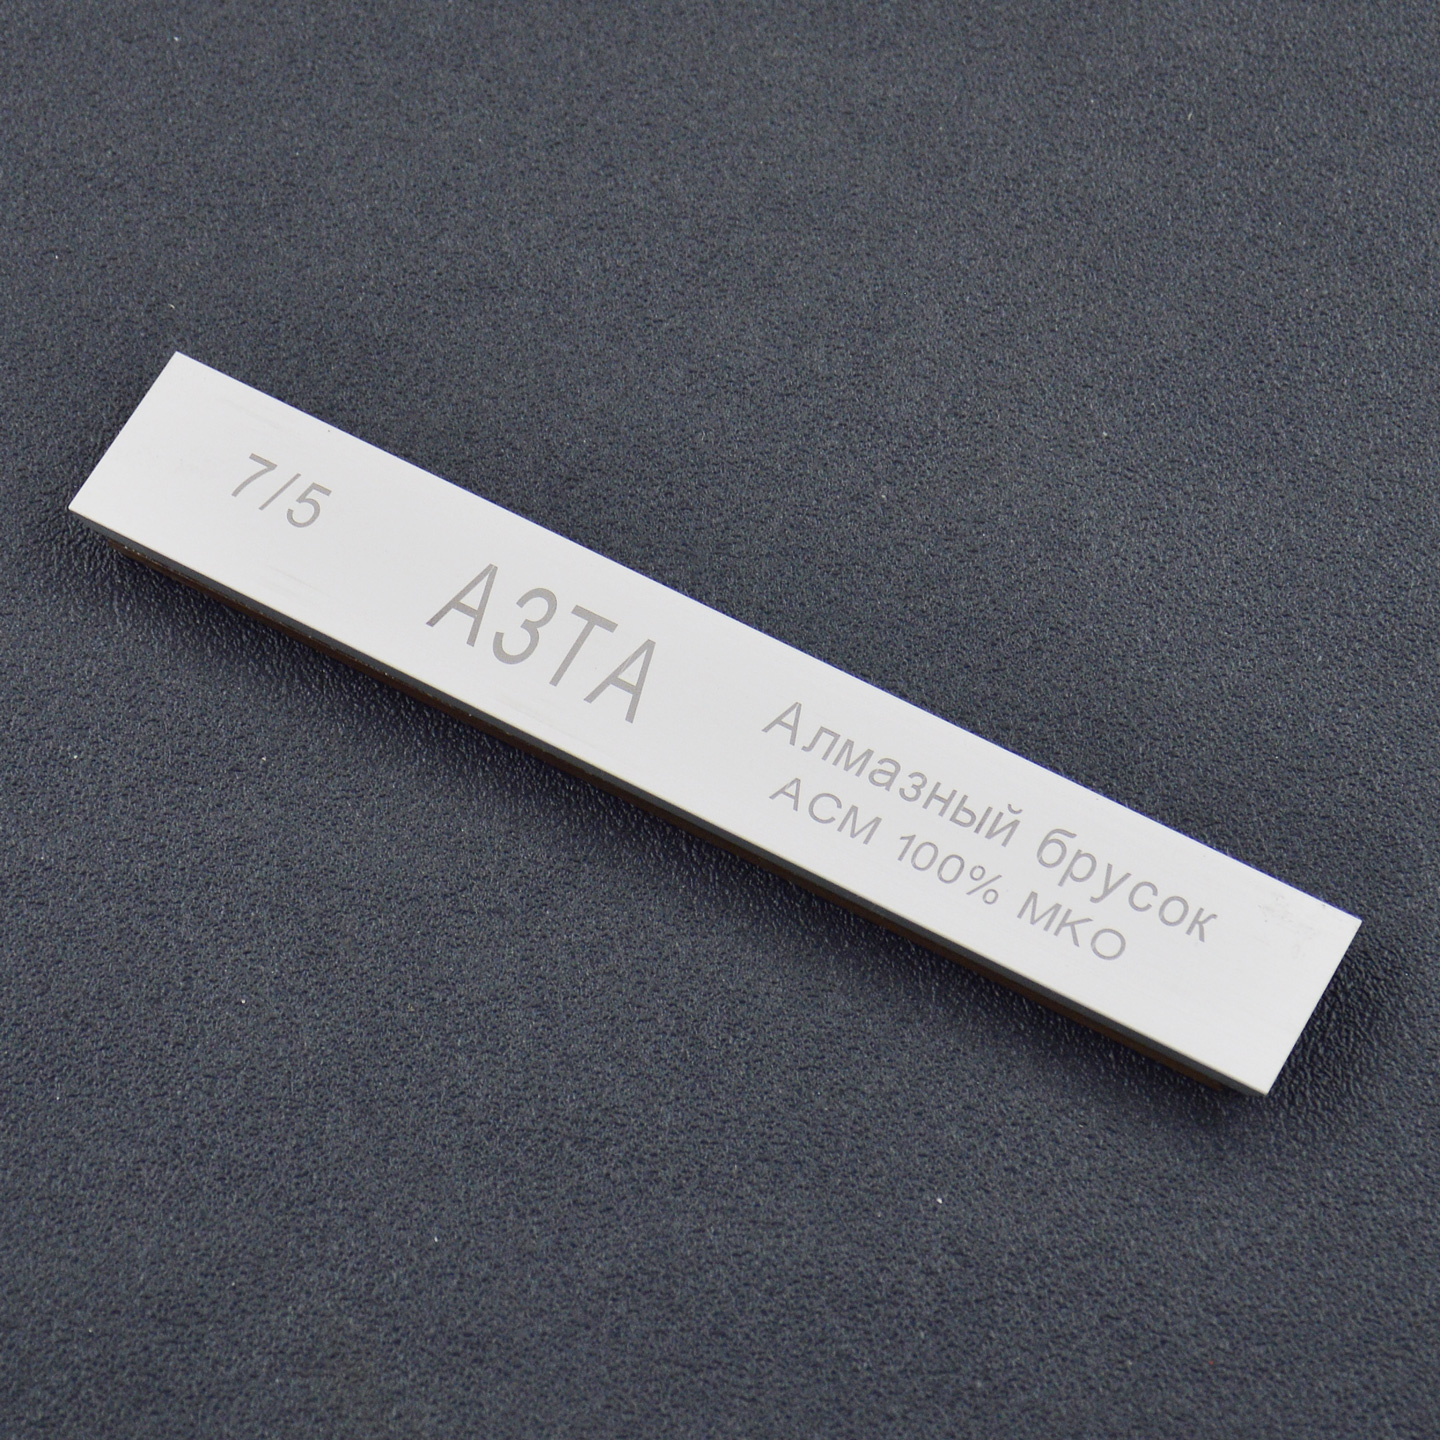 7/5
АЗТА
Алмазный брусок
АСМ 100% МКО